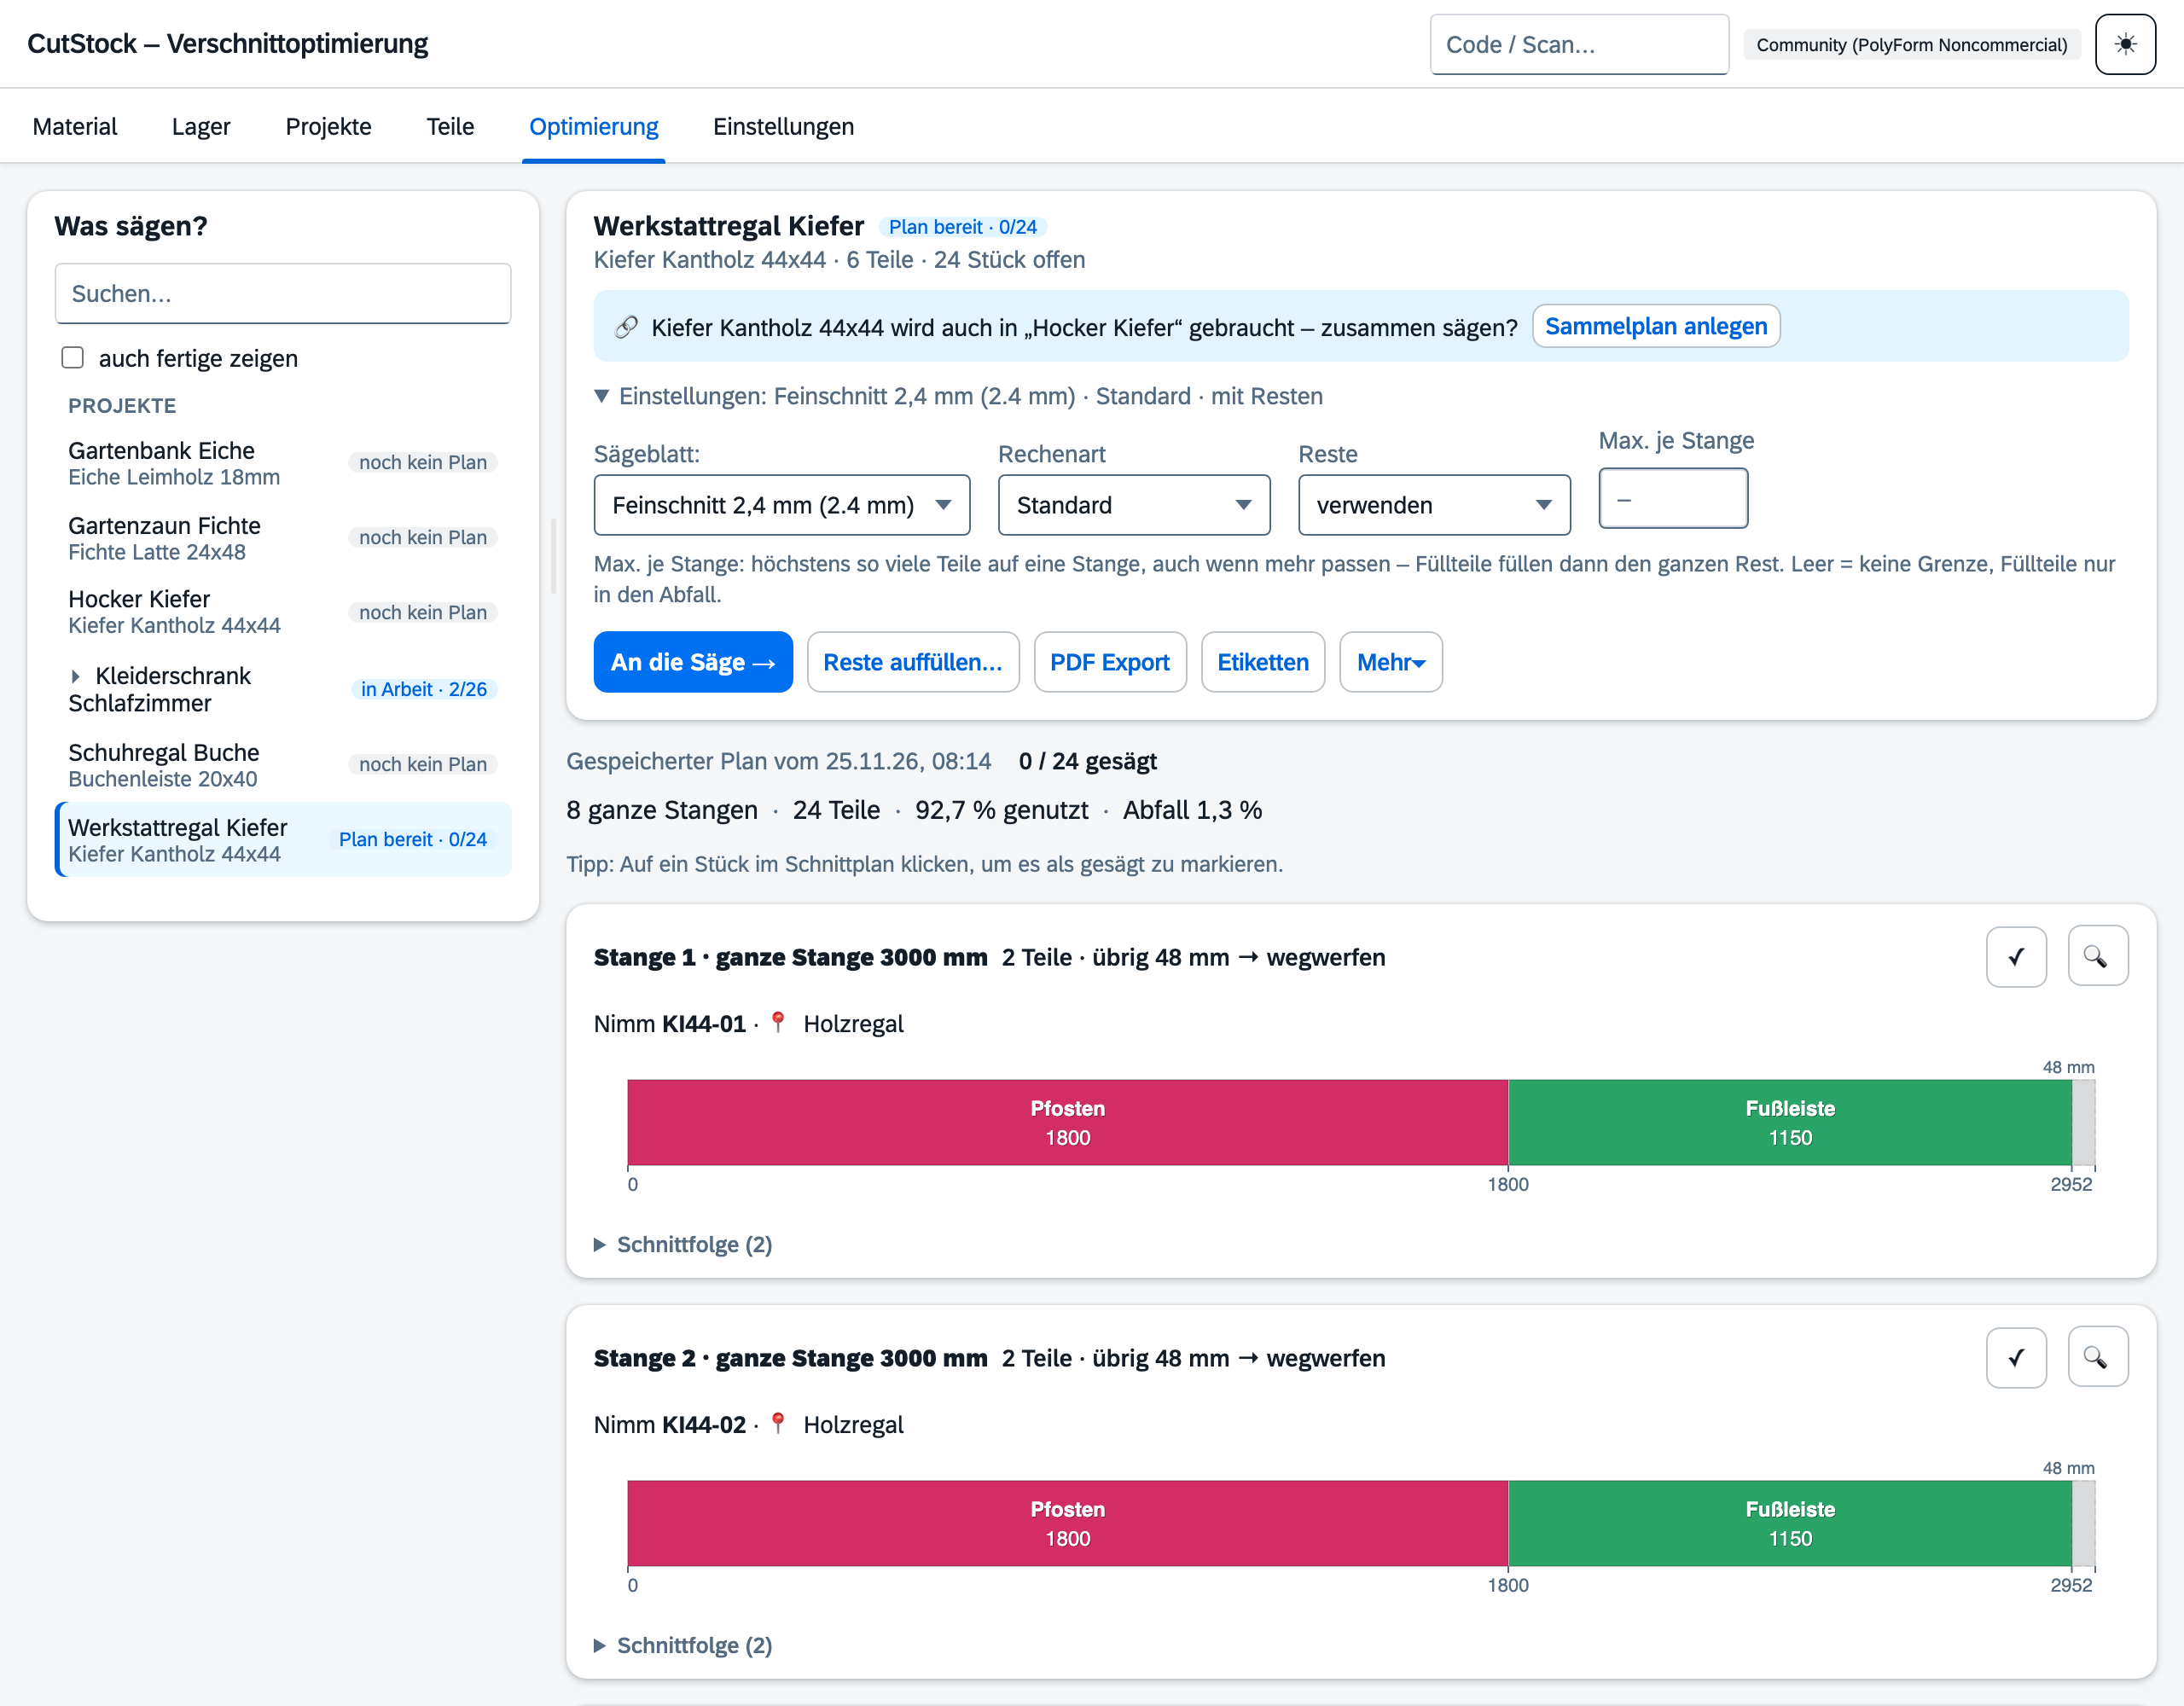 CutStock – Verschnittoptimierung
Code / Scan...
Community (PolyForm Noncommercial)
Material
Lager
Projekte
Teile
Optimierung
Einstellungen
Was sägen?
Suchen...
auch fertige zeigen
PROJEKTE
Gartenbank Eiche
Eiche Leimholz 18mm
noch kein Plan
Gartenzaun Fichte
Fichte Latte 24x48
noch kein Plan
Hocker Kiefer
Kiefer Kantholz 44x44
noch kein Plan
Kleiderschrank
Schlafzimmer
in Arbeit · 2/26
Schuhregal Buche
Buchenleiste 20x40
noch kein Plan
Werkstattregal Kiefer
Kiefer Kantholz 44x44
Plan bereit · 0/24
Werkstattregal Kiefer Plan bereit · 0/24
Kiefer Kantholz 44x44 · 6 Teile · 24 Stück offen
Kiefer Kantholz 44x44 wird auch in „Hocker Kiefer“ gebraucht – zusammen sägen? Sammelplan anlegen
Einstellungen: Feinschnitt 2,4 mm (2.4 mm) · Standard · mit Resten
Sägeblatt:
Feinschnitt 2,4 mm (2.4 mm)
Rechenart
Standard
Reste
verwenden
Max. je Stange
–
Max. je Stange: höchstens so viele Teile auf eine Stange, auch wenn mehr passen – Füllteile füllen dann den ganzen Rest. Leer = keine Grenze, Füllteile nur
in den Abfall.
An die Säge →
Reste auffüllen...
PDF Export
Etiketten
Mehr
Gespeicherter Plan vom 25.11.26, 08:14 0 / 24 gesägt
8 ganze Stangen · 24 Teile · 92,7 % genutzt · Abfall 1,3 %
Tipp: Auf ein Stück im Schnittplan klicken, um es als gesägt zu markieren.
Stange 1 · ganze Stange 3000 mm 2 Teile · übrig 48 mm → wegwerfen
Nimm KI44-01 · Holzregal
48 mm
Pfosten
1800
Fußleiste
1150
0
1800
2952
Schnittfolge (2)
Stange 2 · ganze Stange 3000 mm 2 Teile · übrig 48 mm → wegwerfen
Nimm KI44-02 · Holzregal
48 mm
Pfosten
1800
Fußleiste
1150
0
1800
2952
Schnittfolge (2)